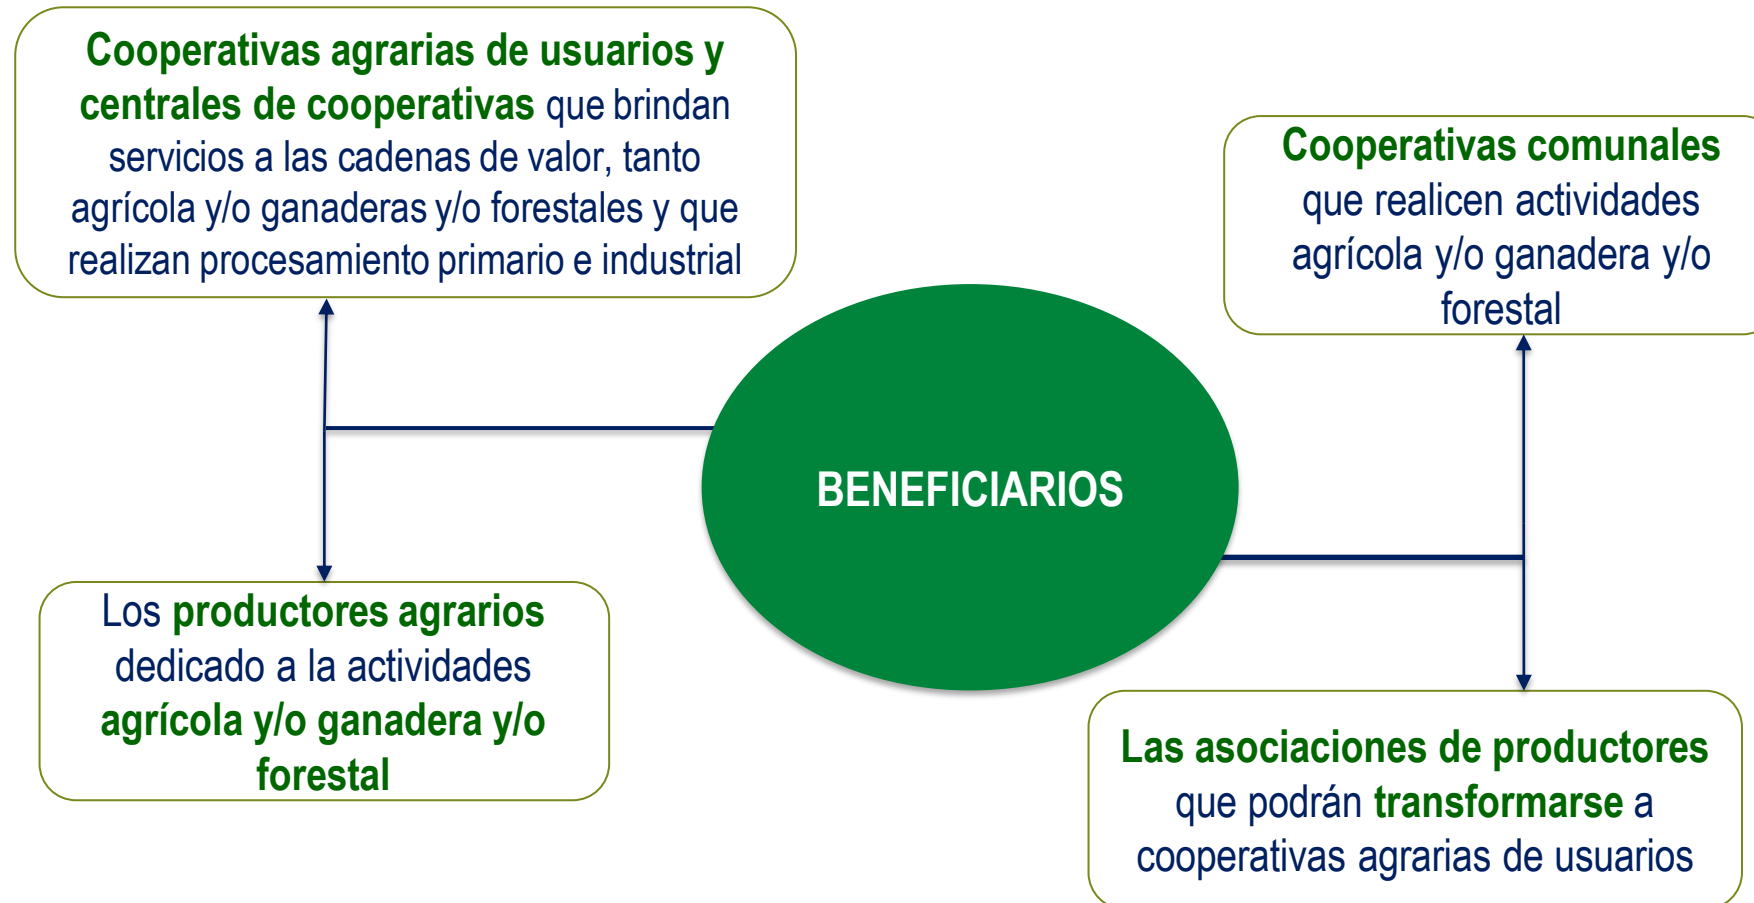 Cooperativas agrarias de usuarios y
centrales de cooperativas que brindan
servicios a las cadenas de valor, tanto
agrícola y/o ganaderas y/o forestales y que
realizan procesamiento primario e industrial
Cooperativas comunales
que realicen actividades
agrícola y/o ganadera y/o
forestal
BENEFICIARIOS
Los productores agrarios
dedicado a la actividades
agrícola y/o ganadera y/o
forestal
Las asociaciones de productores
que podrán transformarse a
cooperativas agrarias de usuarios